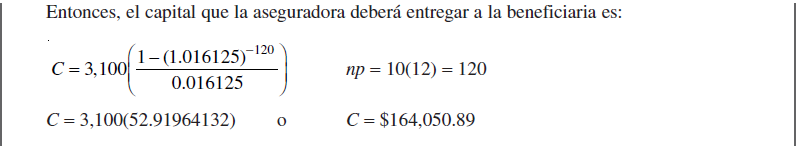 Entonces, el capital que la aseguradora deberá entregar a la beneficiaria es:
C = 3,100(1 – (1.016125)^–120 / 0.016125) np = 10(12) = 120
C = 3,100(52.91964132) o C = $164,050.89